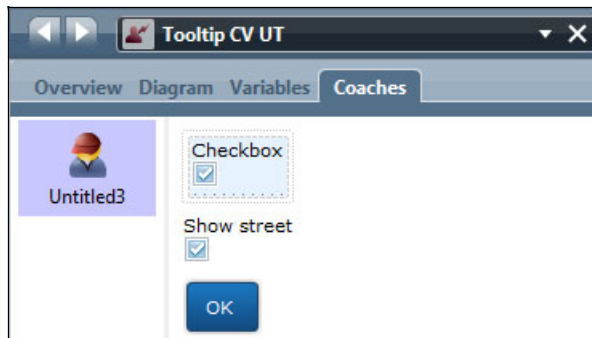 Tooltip CV UT
Overview Diagram Variables Coaches
Untitled3
Checkbox
Show street
OK